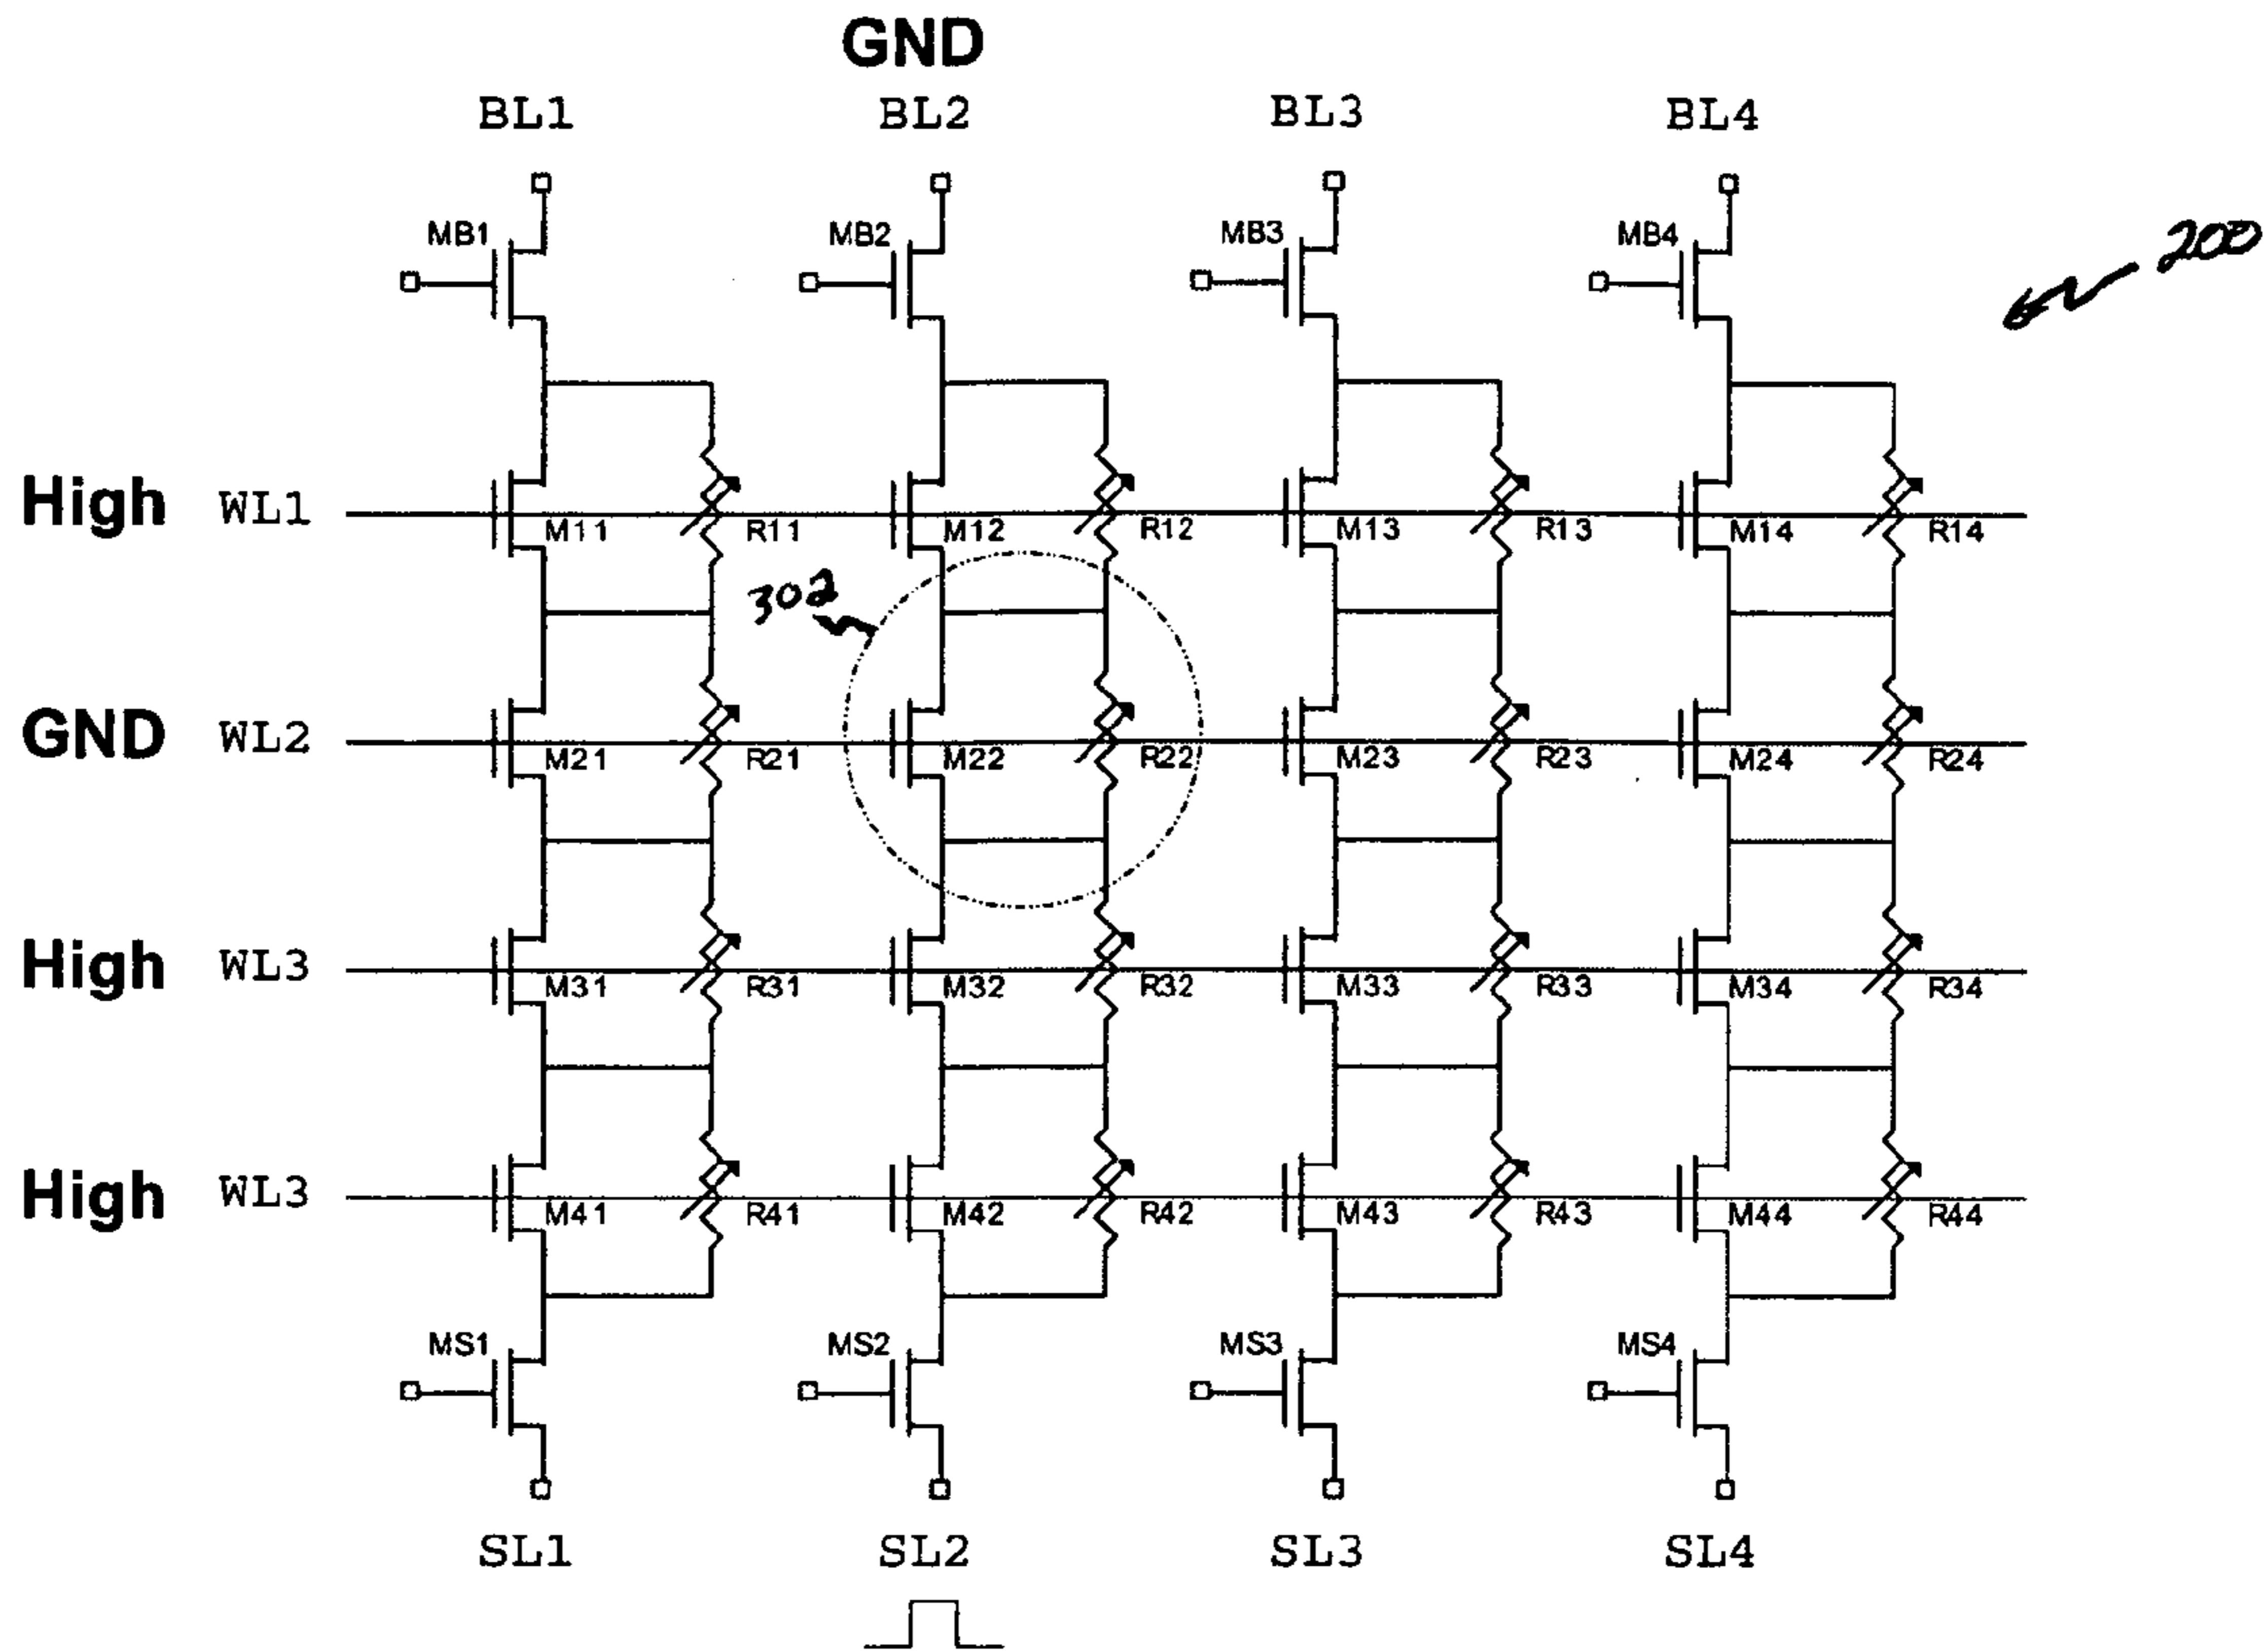 GND
BL1 BL2 BL3 BL4
MB1 MB2 MB3 MB4
200
High WL1 M11 R11 M12 R12 M13 R13 M14 R14
302
GND WL2 M21 R21 M22 R22 M23 R23 M24 R24
High WL3 M31 R31 M32 R32 M33 R33 M34 R34
High WL3 M41 R41 M42 R42 M43 R43 M44 R44
MS1 MS2 MS3 MS4
SL1 SL2 SL3 SL4